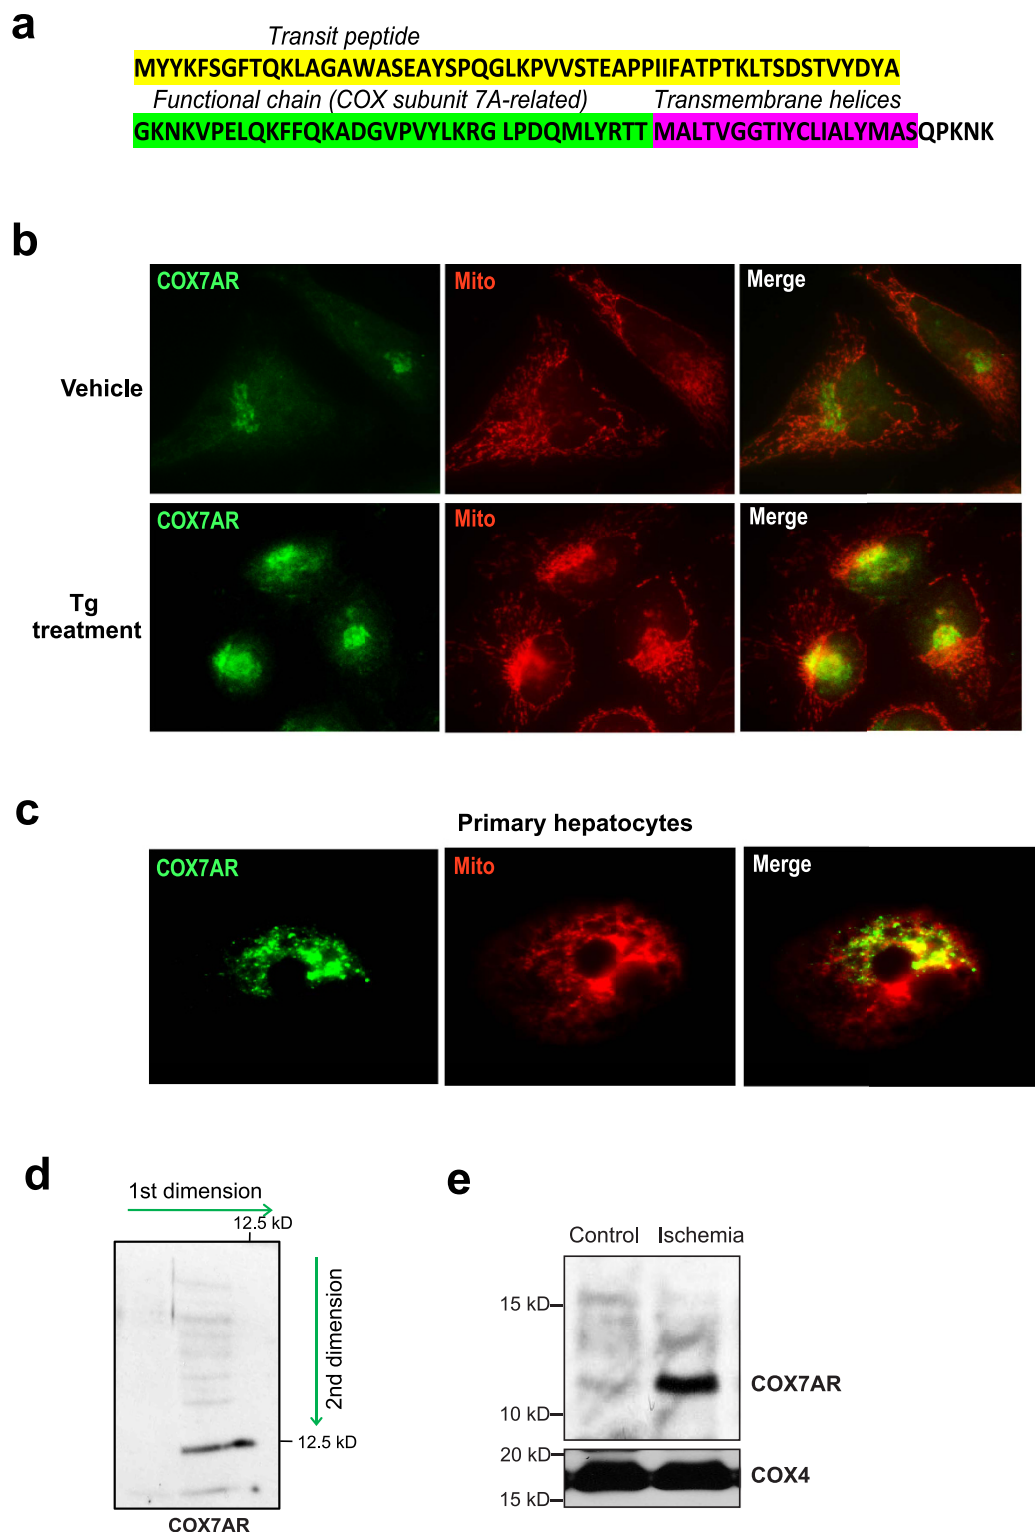 a
Transit peptide
MYYKFSGFTQKLAGAWASEAYSPQGLKPVVSTEAPPIIFATPTKLTSDSTVYDYA
Functional chain (COX subunit 7A-related) Transmembrane helices
GKNKVPELQKFFQKADGVPVYLKRG LPDQMLYRTTMALTVGGTIYCLIALYMASQPKNK
b
COX7AR Mito Merge
Vehicle
COX7AR Mito Merge
Tg
treatment
c
Primary hepatocytes
COX7AR Mito Merge
d
1st dimension
12.5 kD
2nd dimension
12.5 kD
COX7AR
e
Control Ischemia
15 kD
COX7AR
10 kD
20 kD
COX4
15 kD